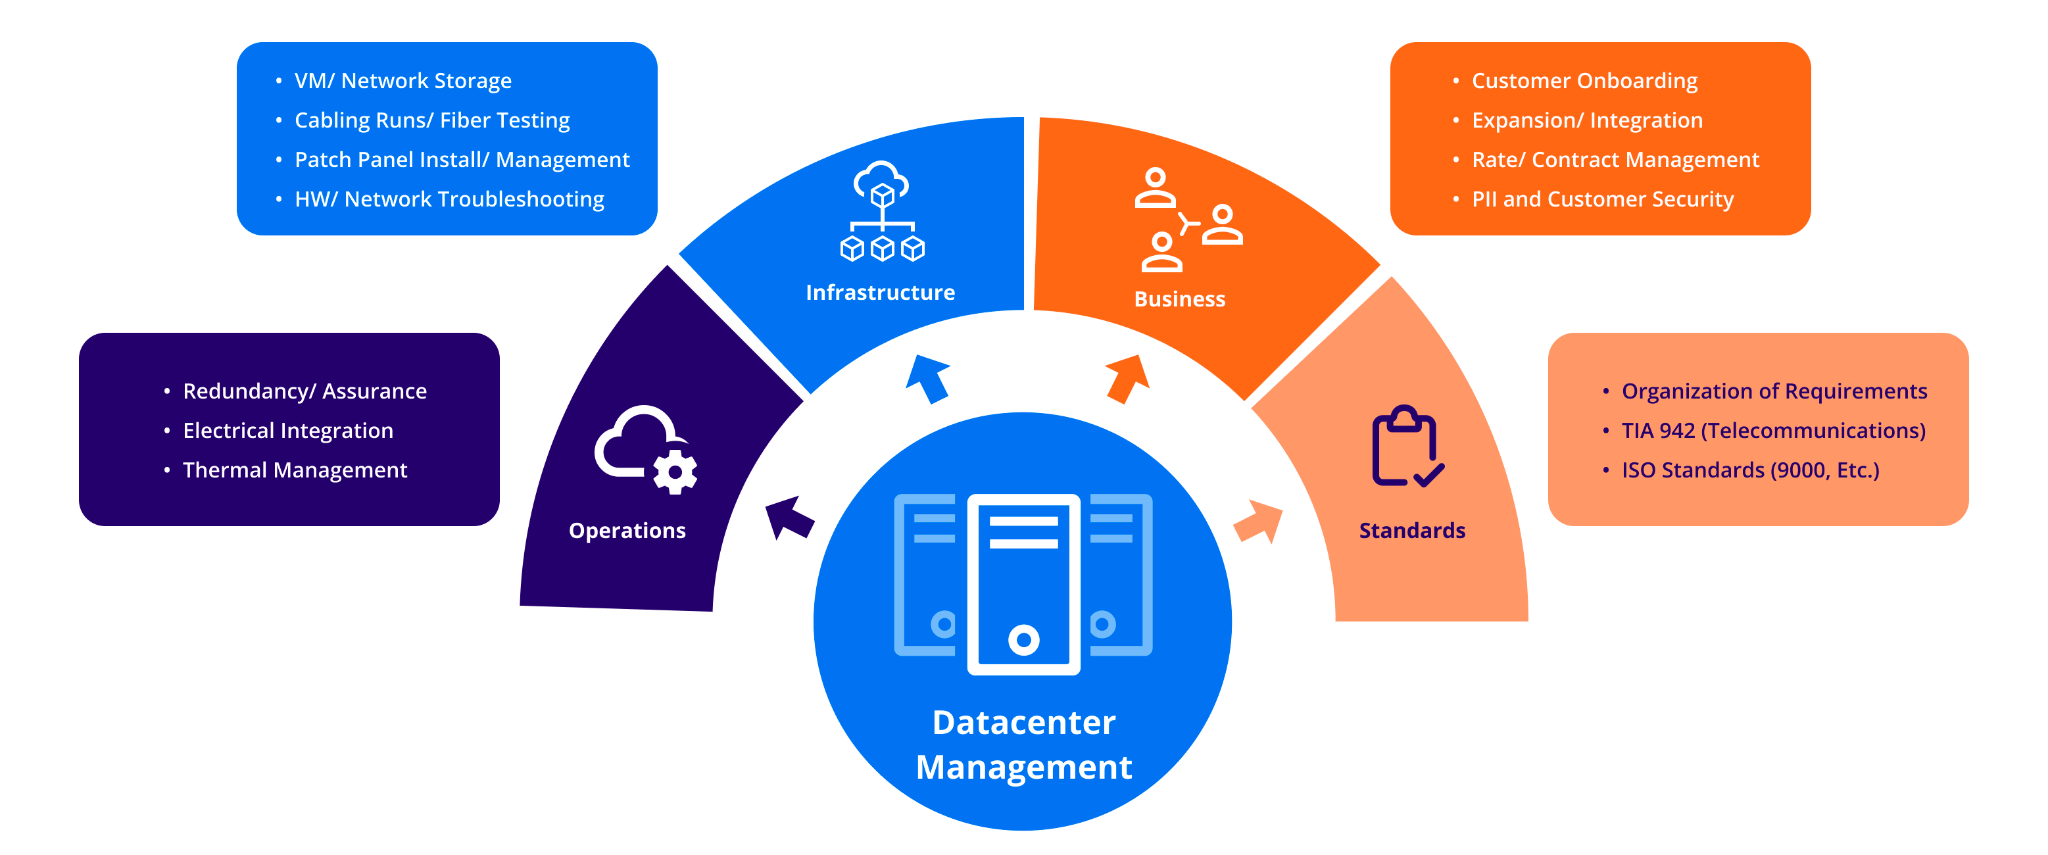 • VM/ Network Storage
• Cabling Runs/ Fiber Testing
• Patch Panel Install/ Management
• HW/ Network Troubleshooting
• Customer Onboarding
• Expansion/ Integration
• Rate/ Contract Management
• PII and Customer Security
Infrastructure
Business
• Redundancy/ Assurance
• Electrical Integration
• Thermal Management
Operations
Standards
• Organization of Requirements
• TIA 942 (Telecommunications)
• ISO Standards (9000, Etc.)
Datacenter
Management